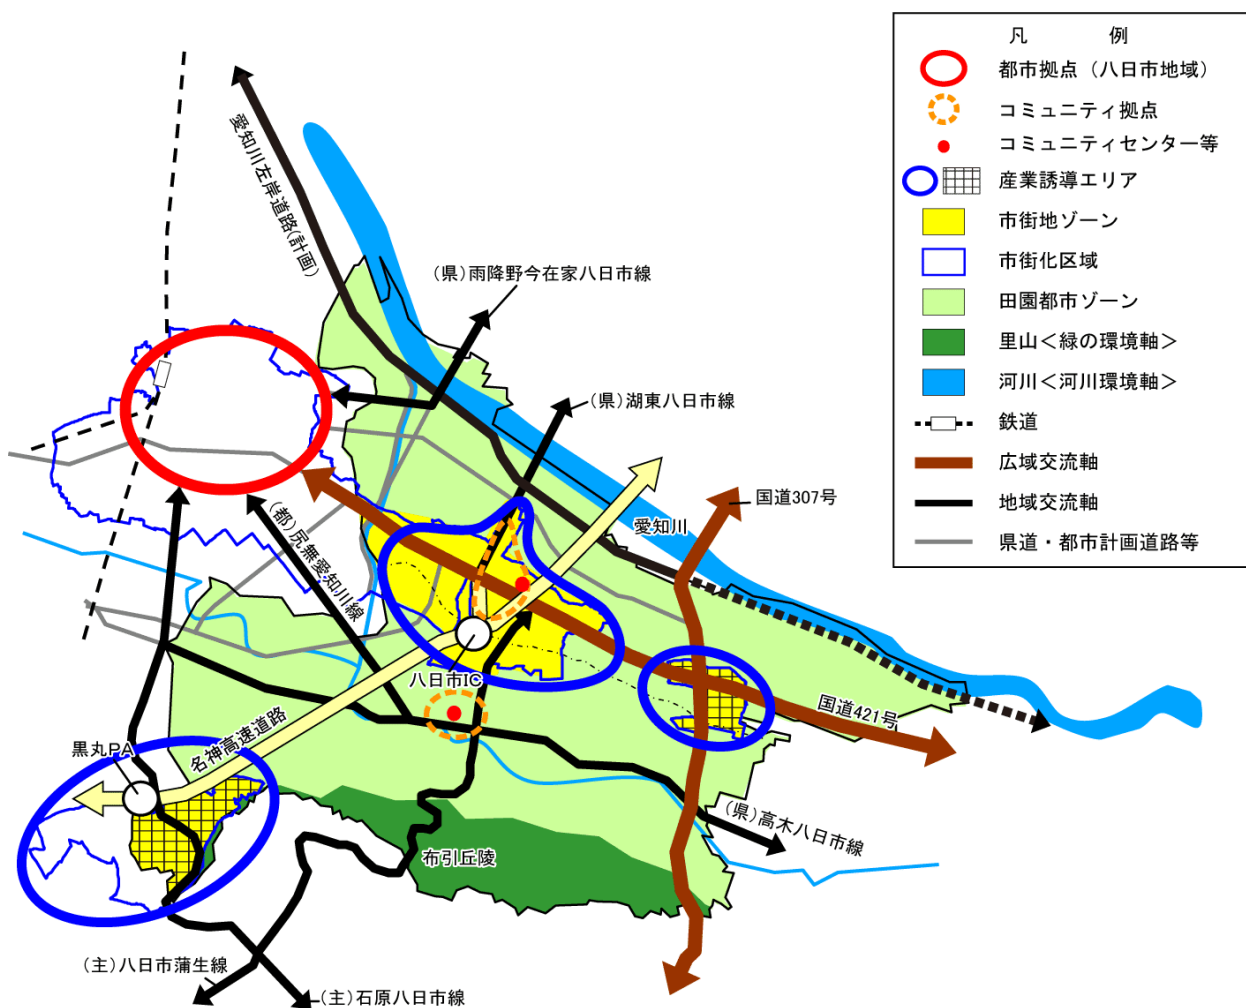 凡 例
都市拠点（八日市地域）
コミュニティ拠点
コミュニティセンター等
産業誘導エリア
市街地ゾーン
市街化区域
田園都市ゾーン
里山＜緑の環境軸＞
河川＜河川環境軸＞
鉄道
広域交流軸
地域交流軸
県道・都市計画道路等
愛知川左岸道路(計画)
(県)雨降野今在家八日市線
(県)湖東八日市線
国道307号
愛知川
(都)尻無愛知川線
八日市IC
国道421号
名神高速道路
黒丸PA
(県)高木八日市線
布引丘陵
(主)八日市蒲生線
(主)石原八日市線